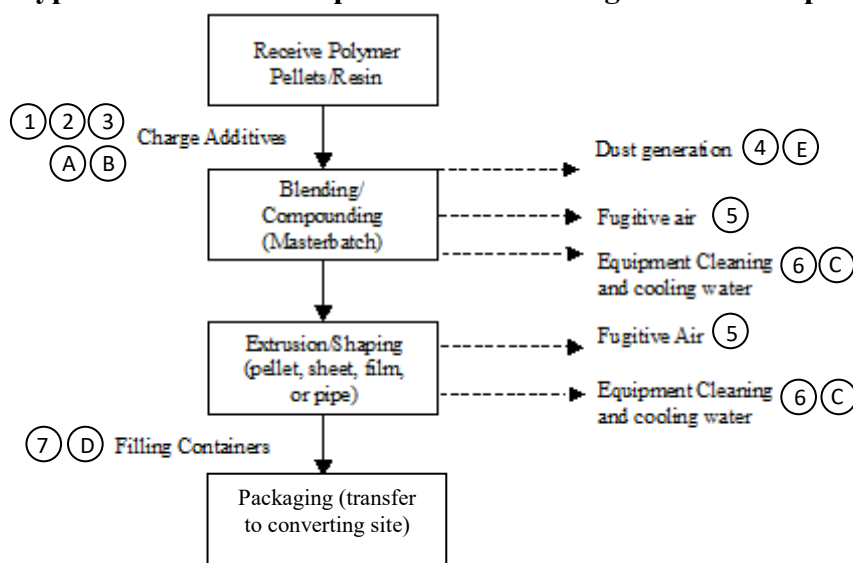 Receive Polymer
Pellets/Resin
1 2 3
Charge Additives
A B
Dust generation 4 E
Blending/
Compounding
(Masterbatch)
Fugitive air 5
Equipment Cleaning 6 C
and cooling water
Extrusion/Shaping
(pellet, sheet, film,
or pipe)
Fugitive Air 5
Equipment Cleaning 6 C
and cooling water
7 D Filling Containers
Packaging (transfer
to converting site)